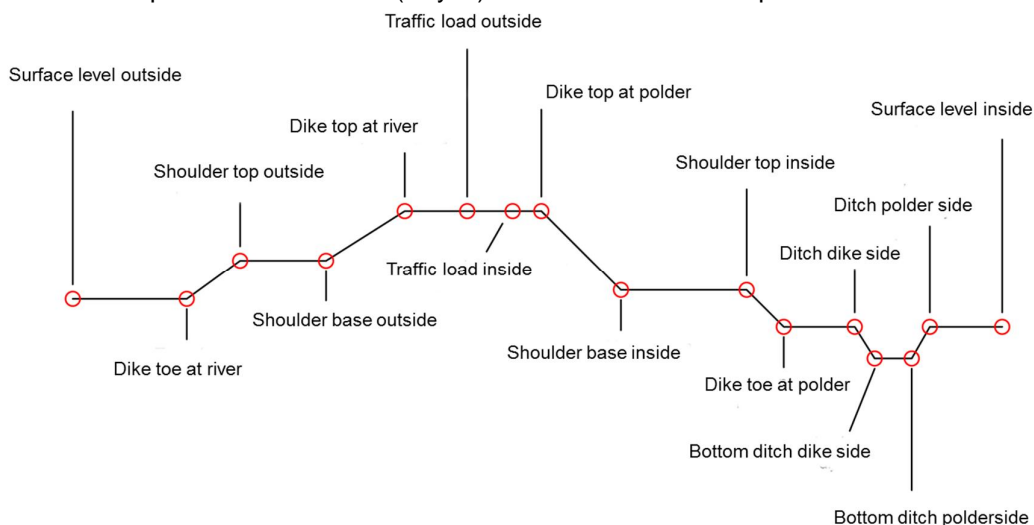 Traffic load outside
Surface level outside
Dike top at polder
Surface level inside
Dike top at river
Shoulder top outside
Shoulder top inside
Ditch polder side
Ditch dike side
Traffic load inside
Shoulder base outside
Shoulder base inside
Dike toe at river
Dike toe at polder
Bottom ditch dike side
Bottom ditch polderside